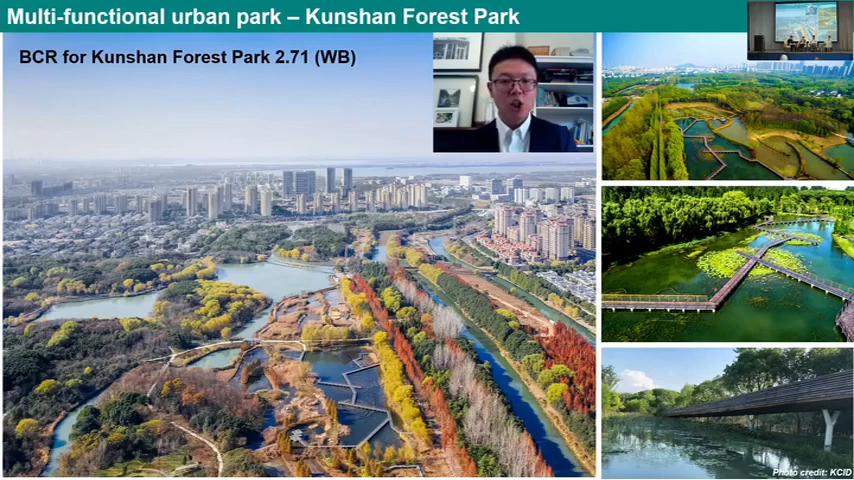 Multi-functional urban park – Kunshan Forest Park
BCR for Kunshan Forest Park 2.71 (WB)
Photo credit: KCID